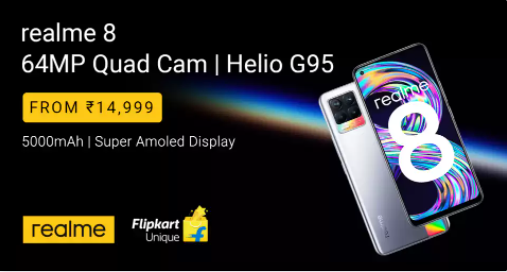 realme 8
64MP Quad Cam | Helio G95
FROM ₹14,999
5000mAh | Super Amoled Display
realme
8
realme
Flipkart
Unique